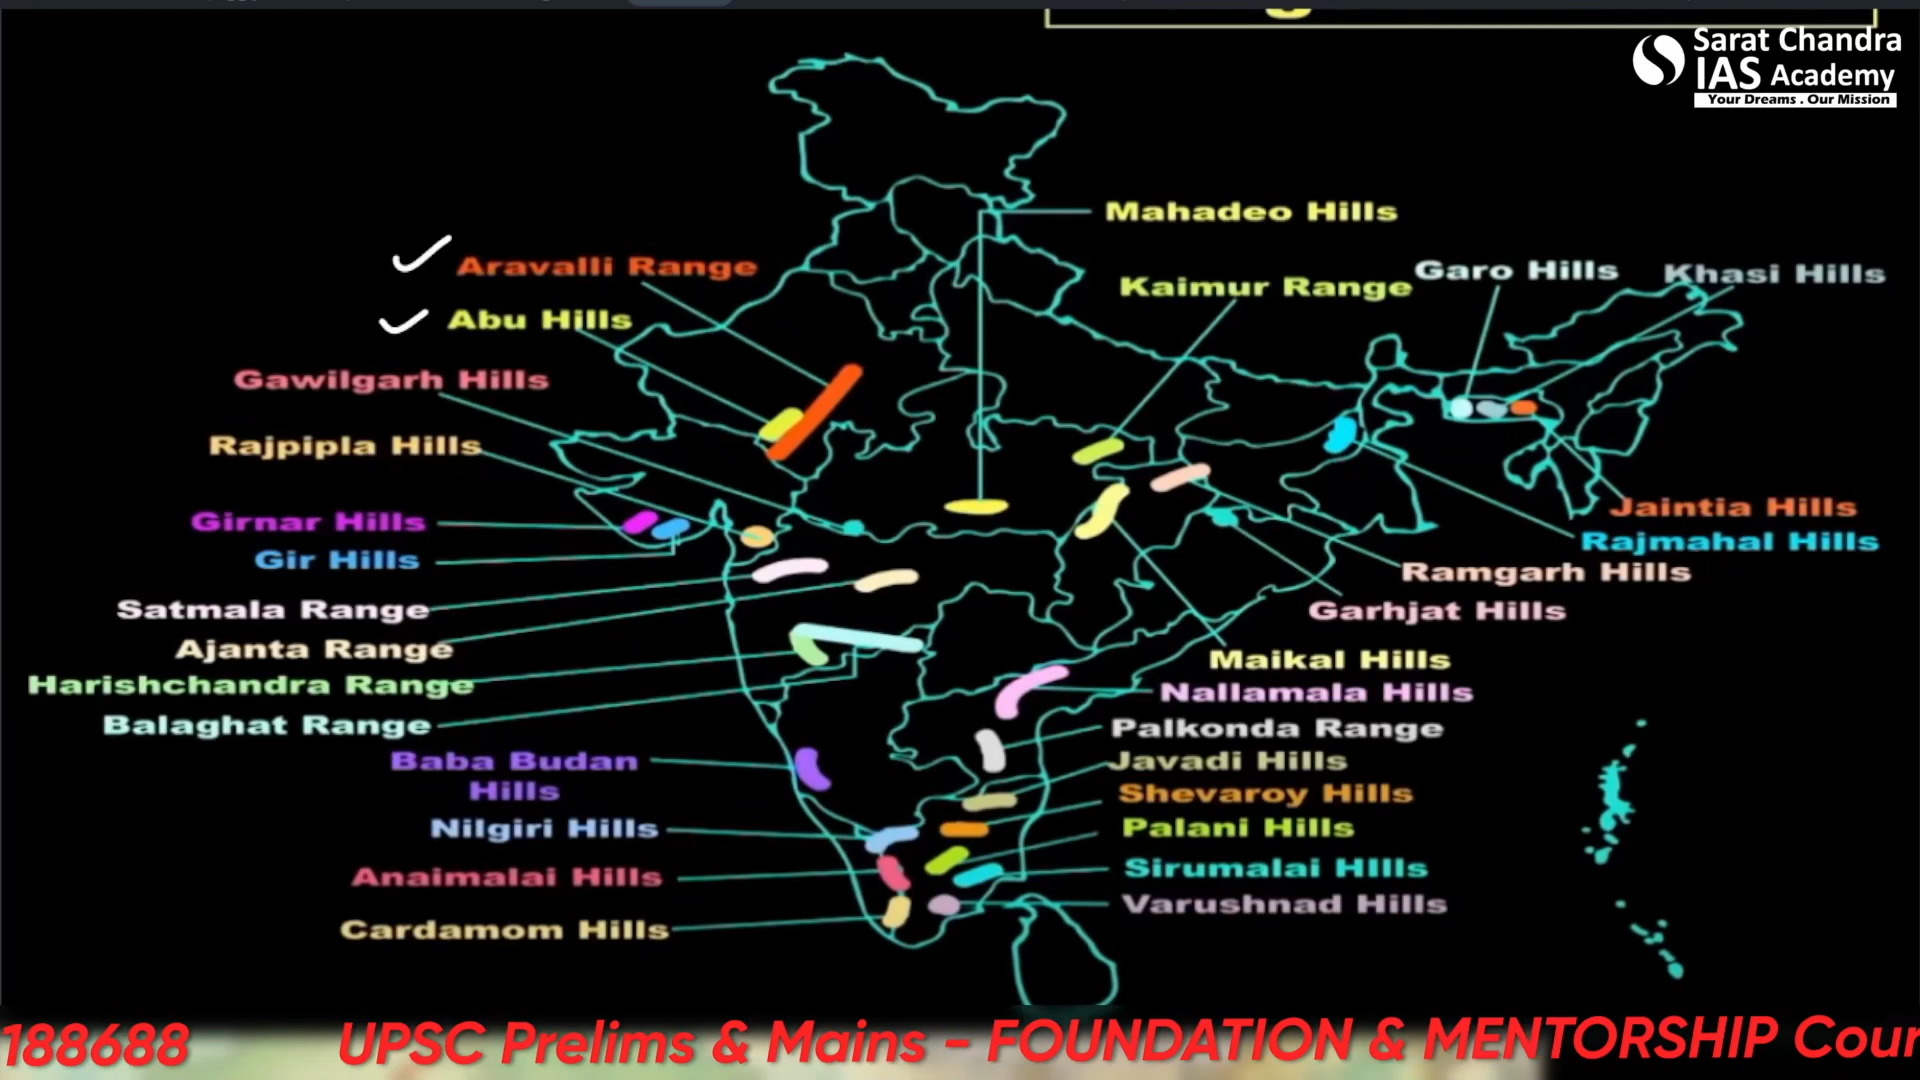 Sarat Chandra
IAS Academy
Your Dreams . Our Mission
Mahadeo Hills
Aravalli Range
Kaimur Range
Garo Hills
Khasi Hills
Abu Hills
Gawilgarh Hills
Rajpipla Hills
Girnar Hills
Gir Hills
Jaintia Hills
Rajmahal Hills
Ramgarh Hills
Satmala Range
Garhjat Hills
Ajanta Range
Maikal Hills
Harishchandra Range
Nallamala Hills
Balaghat Range
Palkonda Range
Baba Budan
Hills
Javadi Hills
Shevaroy Hills
Nilgiri Hills
Palani Hills
Anaimalai Hills
Sirumalai HIlls
Varushnad Hills
Cardamom Hills
188688 UPSC Prelims & Mains - FOUNDATION & MENTORSHIP Cour